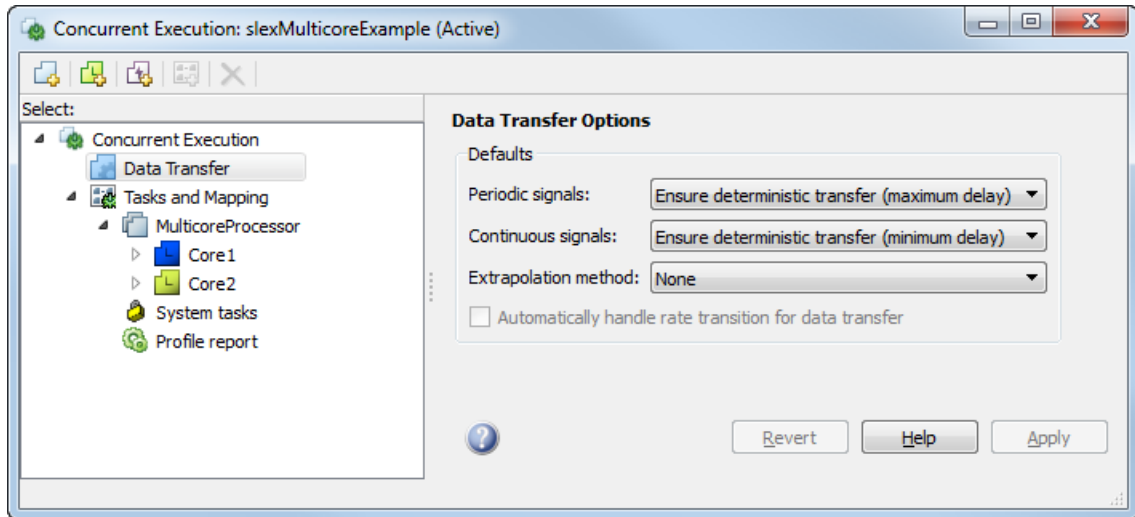 Concurrent Execution: slexMulticoreExample (Active)
Select:
Concurrent Execution
Data Transfer
Tasks and Mapping
MulticoreProcessor
Core1
Core2
System tasks
Profile report
Data Transfer Options
Defaults
Periodic signals: Ensure deterministic transfer (maximum delay)
Continuous signals: Ensure deterministic transfer (minimum delay)
Extrapolation method: None
Automatically handle rate transition for data transfer
Revert Help Apply